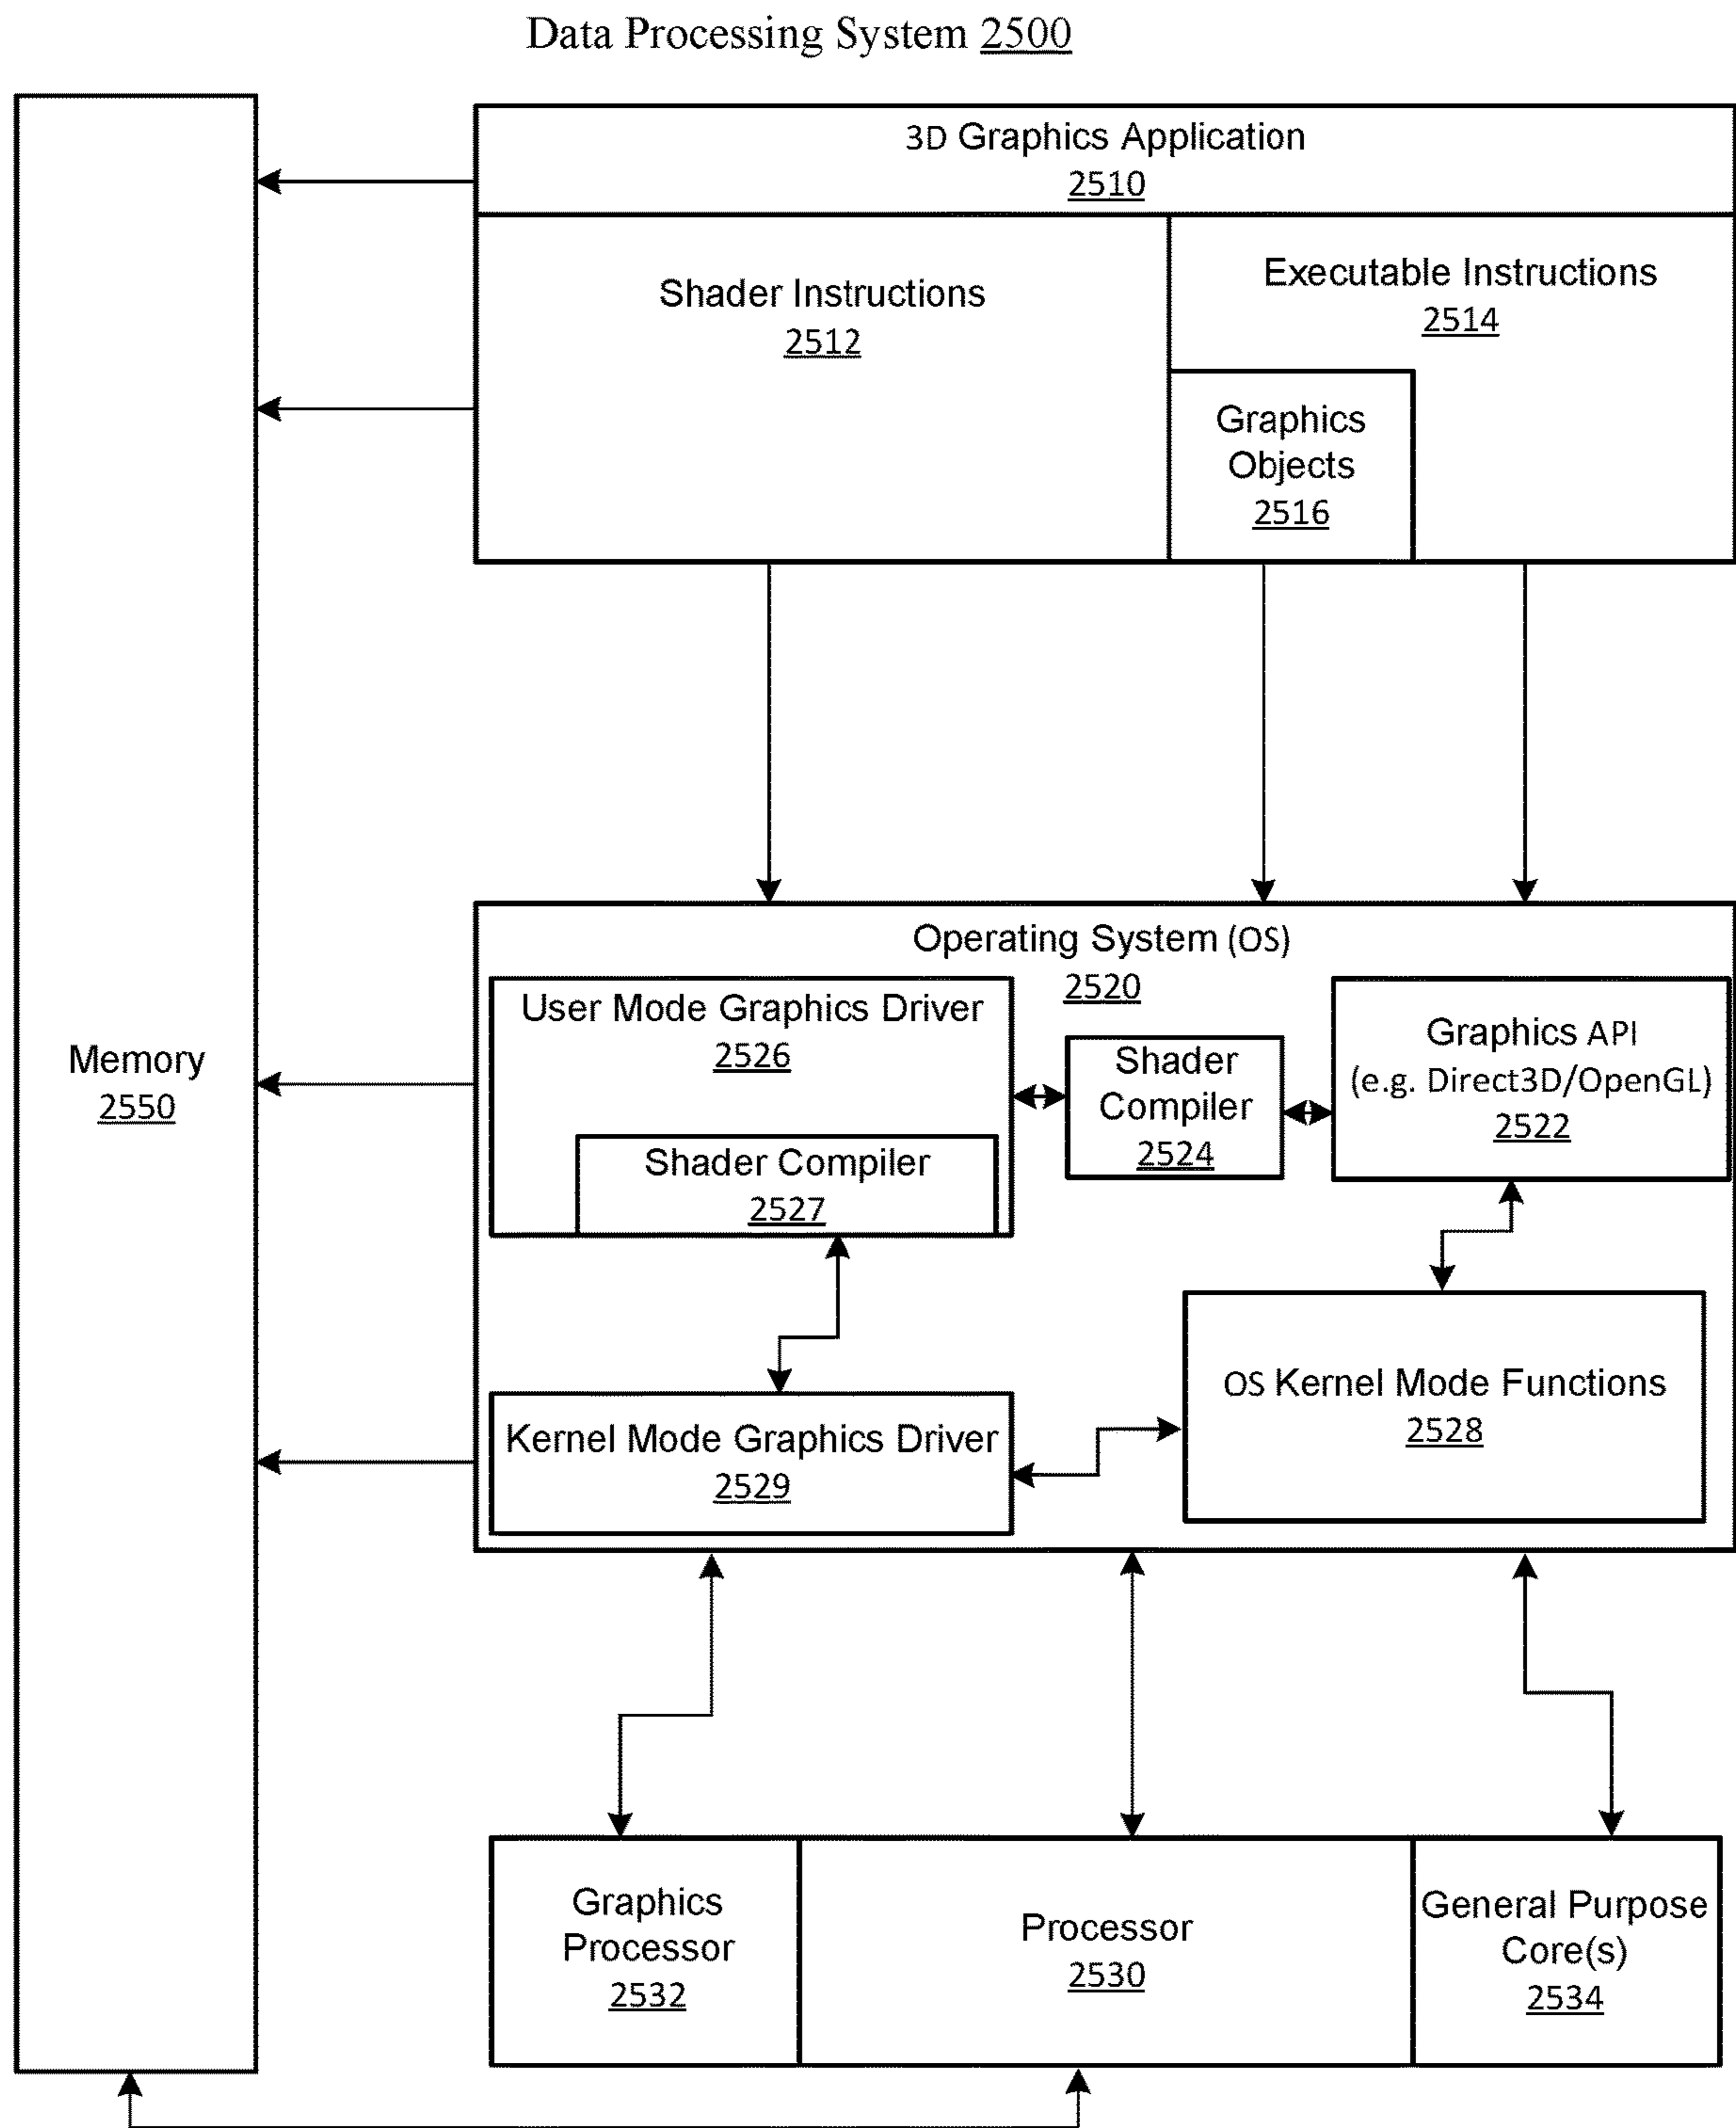 Data Processing System 2500
3D Graphics Application
2510
Shader Instructions
2512
Executable Instructions
2514
Graphics
Objects
2516
Operating System (OS)
2520
User Mode Graphics Driver
2526
Shader Compiler
2527
Shader
Compiler
2524
Graphics API
(e.g. Direct3D/OpenGL)
2522
Memory
2550
OS Kernel Mode Functions
2528
Kernel Mode Graphics Driver
2529
Graphics
Processor
2532
Processor
2530
General Purpose
Core(s)
2534